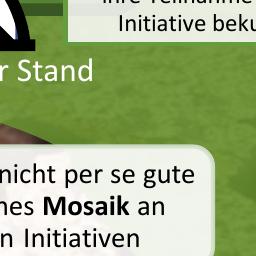 Ihre Teilnahme
Initiative beku
r Stand
nicht per se gute
nes Mosaik an
n Initiativen